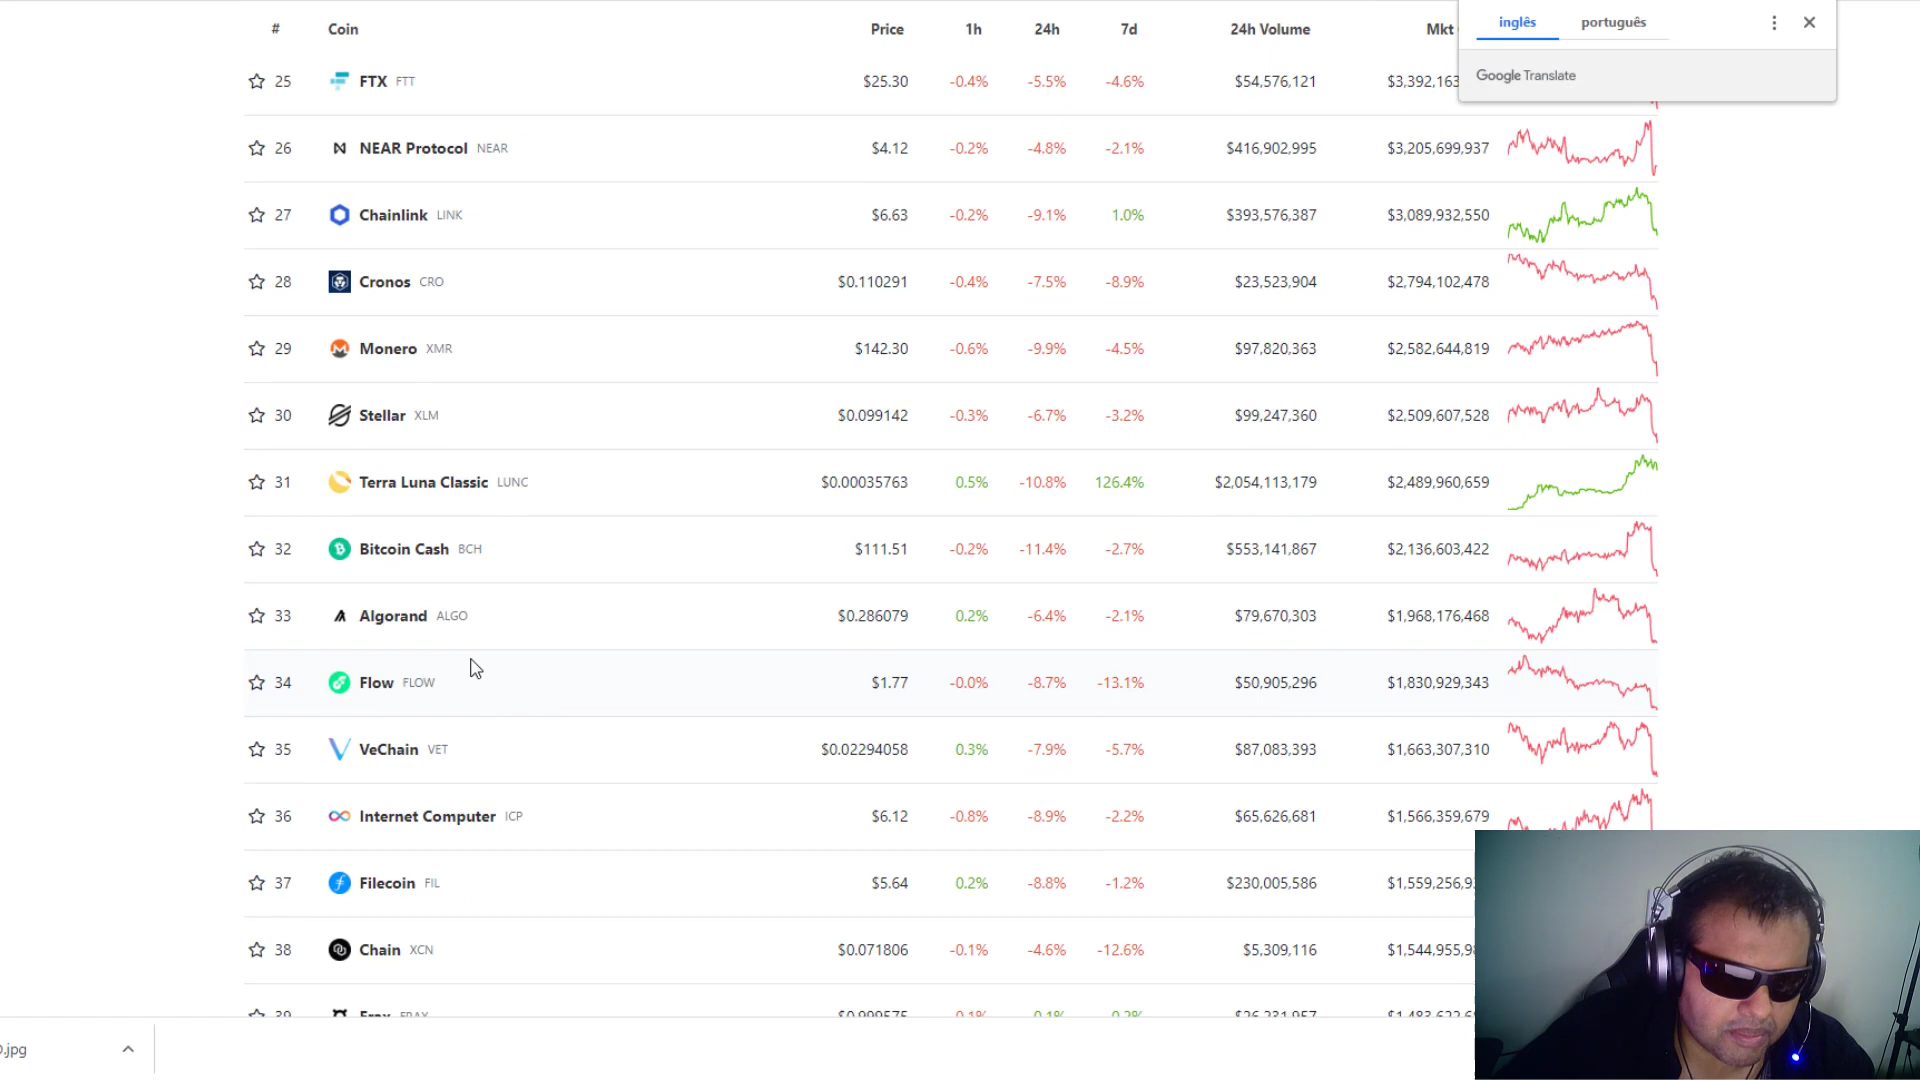 # Coin Price 1h 24h 7d 24h Volume Mkt
inglês português
Google Translate
25 FTX FTT $25.30 -0.4% -5.5% -4.6% $54,576,121
26 NEAR Protocol NEAR $4.12 -0.2% -4.8% -2.1% $416,902,995 $3,205,699,937
27 Chainlink LINK $6.63 -0.2% -9.1% 1.0% $393,576,387 $3,089,932,550
28 Cronos CRO $0.110291 -0.4% -7.5% -8.9% $23,523,904 $2,794,102,478
29 Monero XMR $142.30 -0.6% -9.9% -4.5% $97,820,363 $2,582,644,819
30 Stellar XLM $0.099142 -0.3% -6.7% -3.2% $99,247,360 $2,509,607,528
31 Terra Luna Classic LUNC $0.00035763 0.5% -10.8% 126.4% $2,054,113,179 $2,489,960,659
32 Bitcoin Cash BCH $111.51 -0.2% -11.4% -2.7% $553,141,867 $2,136,603,422
33 Algorand ALGO $0.286079 0.2% -6.4% -2.1% $79,670,303 $1,968,176,468
34 Flow FLOW $1.77 -0.0% -8.7% -13.1% $50,905,296 $1,830,929,343
35 VeChain VET $0.02294058 0.3% -7.9% -5.7% $87,083,393 $1,663,307,310
36 Internet Computer ICP $6.12 -0.8% -8.9% -2.2% $65,626,681 $1,566,359,679
37 Filecoin FIL $5.64 0.2% -8.8% -1.2% $230,005,586
38 Chain XCN $0.071806 -0.1% -4.6% -12.6% $5,309,116
.jpg